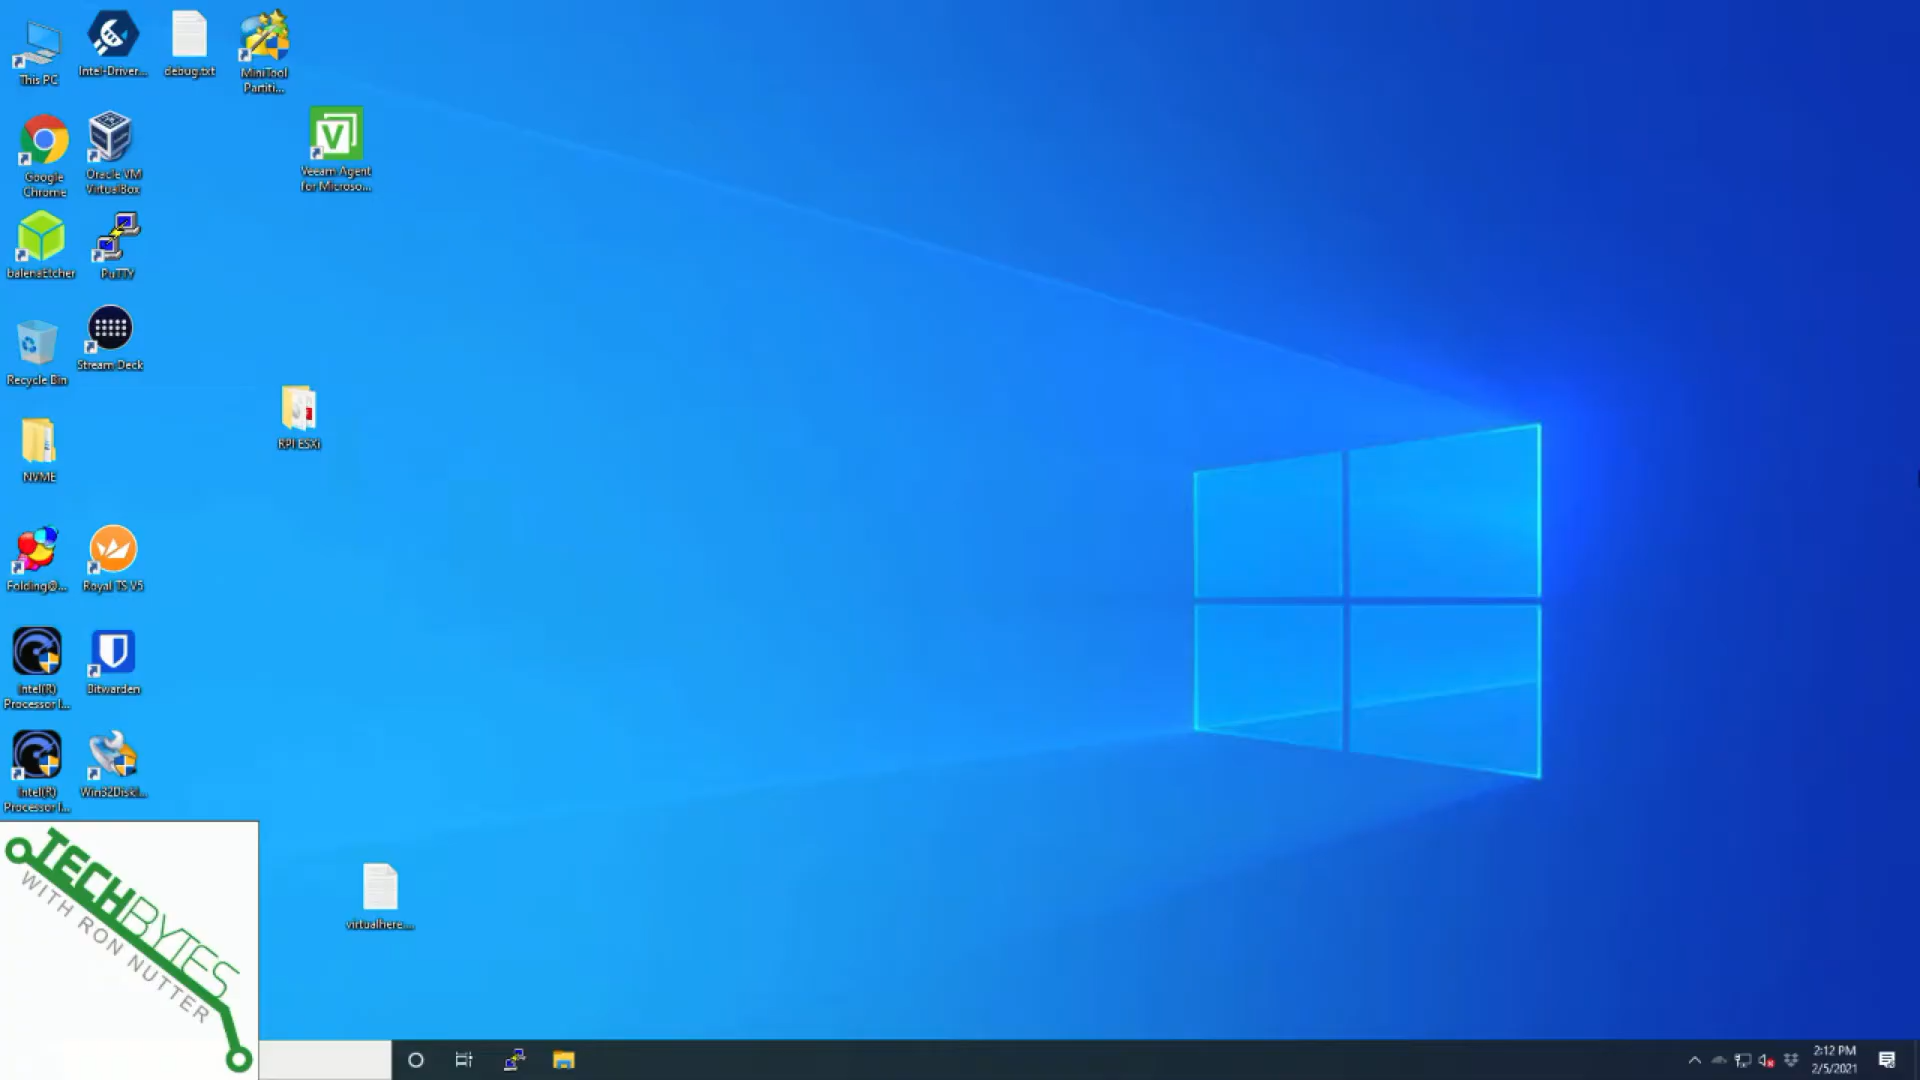 This PC
Intel-Driver...
debug.txt
MiniTool
Partiti...
Google
Chrome
Oracle VM
VirtualBox
V
Veeam Agent
for Microso...
balenaEtcher
PuTTY
Recycle Bin
Stream Deck
RPI ESXi
NVME
Folding@...
Royal TS V5
Intel(R)
Processor I...
Bitwarden
Intel(R)
Processor I...
Win32Diskl...
TECHBYTES
WITH RON NUTTER
virtualhere....
2:12 PM
2/5/2021